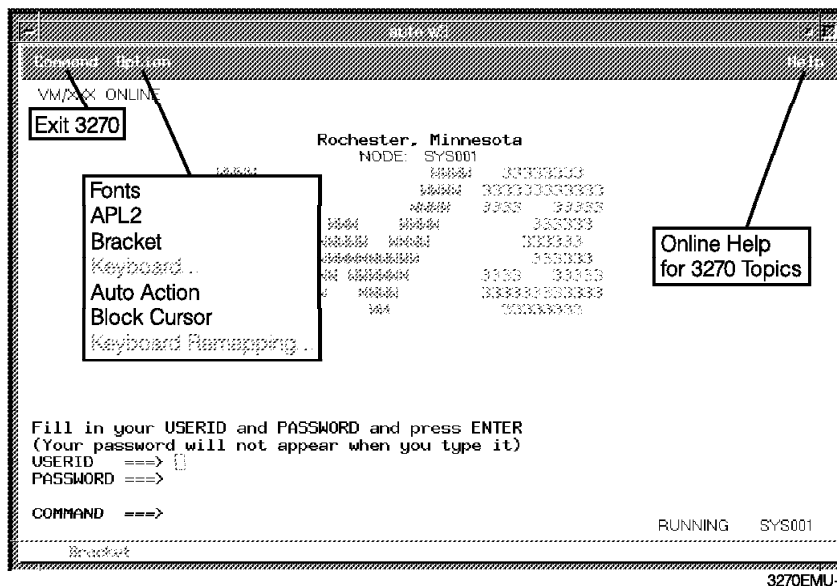 auto w3
Command Option Help
VM/XXX ONLINE
Exit 3270
Rochester, Minnesota
NODE: SYS001
Fonts
APL2
Bracket
Keyboard...
Auto Action
Block Cursor
Keyboard Remapping...
Online Help
for 3270 Topics
Fill in your USERID and PASSWORD and press ENTER
(Your password will not appear when you type it)
USERID ===>
PASSWORD ===>
COMMAND ===>
RUNNING SYS001
Bracket